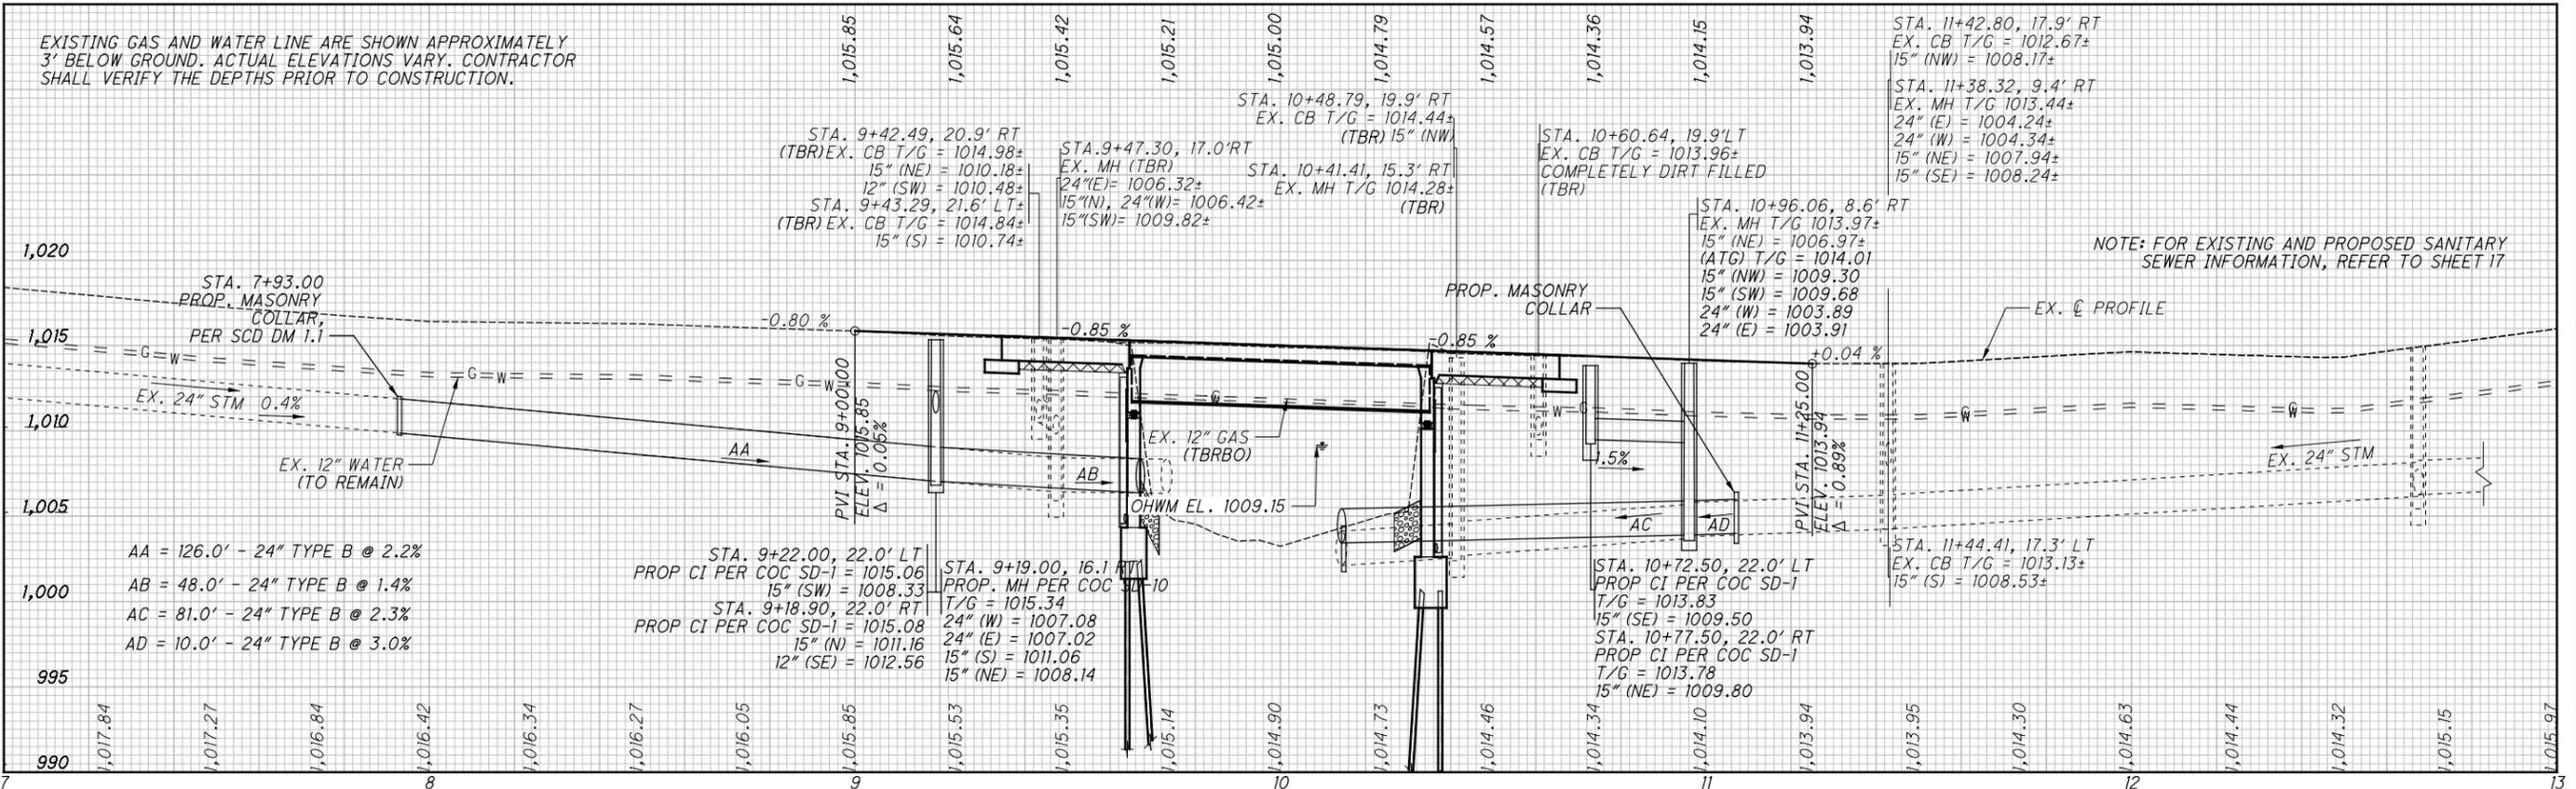 EXISTING GAS AND WATER LINE ARE SHOWN APPROXIMATELY
3' BELOW GROUND. ACTUAL ELEVATIONS VARY. CONTRACTOR
SHALL VERIFY THE DEPTHS PRIOR TO CONSTRUCTION.
1,015.85
1,015.64
1,015.42
1,015.21
1,015.00
1,014.79
1,014.57
1,014.36
1,014.15
1,013.94
STA. 11+42.80, 17.9' RT
EX. CB T/G = 1012.67±
15" (NW) = 1008.17±
STA. 11+38.32, 9.4' RT
EX. MH T/G 1013.44±
24" (E) = 1004.24±
24" (W) = 1004.34±
15" (NE) = 1007.94±
15" (SE) = 1008.24±
STA. 10+48.79, 19.9' RT
EX. CB T/G = 1014.44±
(TBR) 15" (NW)
STA. 10+41.41, 15.3' RT
EX. MH T/G 1014.28±
(TBR)
STA. 9+42.49, 20.9' RT
(TBR) EX. CB T/G = 1014.98±
15" (NE) = 1010.18±
12" (SW) = 1010.48±
STA. 9+43.29, 21.6' LT±
(TBR) EX. CB T/G = 1014.84±
15" (S) = 1010.74±
STA.9+47.30, 17.0'RT
EX. MH (TBR)
24"(E)= 1006.32±
15"(N), 24"(W)= 1006.42±
15"(SW)= 1009.82±
STA. 10+60.64, 19.9'LT
EX. CB T/G = 1013.96±
COMPLETELY DIRT FILLED
(TBR)
STA. 10+96.06, 8.6' RT
EX. MH T/G 1013.97±
15" (NE) = 1006.97±
(ATG) T/G = 1014.01
15" (NW) = 1009.30
15" (SW) = 1009.68
24" (W) = 1003.89
24" (E) = 1003.91
NOTE: FOR EXISTING AND PROPOSED SANITARY
SEWER INFORMATION, REFER TO SHEET 17
1,020
1,015
1,010
1,005
1,000
995
990
STA. 7+93.00
PROP. MASONRY
COLLAR,
PER SCD DM 1.1
-0.80 %
-0.85 %
-0.85 %
+0.04 %
PROP. MASONRY
COLLAR
EX. ℄ PROFILE
G W
G W
G W
G
W G
G
W
G
W
EX. 24" STM 0.4%
EX. 12" WATER
(TO REMAIN)
AA
AB
PVI STA. 9+00.00
ELEV. 1015.85
Δ = 0.05%
EX. 12" GAS
(TBRBO)
OHWM EL. 1009.15
1.5%
AC
AD
PVI STA. 11+25.00
ELEV. 1013.94
Δ = 0.89%
EX. 24" STM
AA = 126.0' - 24" TYPE B @ 2.2%
AB = 48.0' - 24" TYPE B @ 1.4%
AC = 81.0' - 24" TYPE B @ 2.3%
AD = 10.0' - 24" TYPE B @ 3.0%
STA. 9+22.00, 22.0' LT
PROP CI PER COC SD-1 = 1015.06
15" (SW) = 1008.33
STA. 9+18.90, 22.0' RT
PROP CI PER COC SD-1 = 1015.08
15" (N) = 1011.16
12" (SE) = 1012.56
STA. 9+19.00, 16.1 RT
PROP. MH PER COC SD-10
T/G = 1015.34
24" (W) = 1007.08
24" (E) = 1007.02
15" (S) = 1011.06
15" (NE) = 1008.14
STA. 10+72.50, 22.0' LT
PROP CI PER COC SD-1
T/G = 1013.83
15" (SE) = 1009.50
STA. 10+77.50, 22.0' RT
PROP CI PER COC SD-1
T/G = 1013.78
15" (NE) = 1009.80
STA. 11+44.41, 17.3' LT
EX. CB T/G = 1013.13±
15" (S) = 1008.53±
1,017.84
1,017.27
1,016.84
1,016.42
1,016.34
1,016.27
1,016.05
1,015.85
1,015.53
1,015.35
1,015.14
1,014.90
1,014.73
1,014.46
1,014.34
1,014.10
1,013.94
1,013.95
1,014.30
1,014.63
1,014.44
1,014.32
1,015.15
1,015.97
7
8
9
10
11
12
13